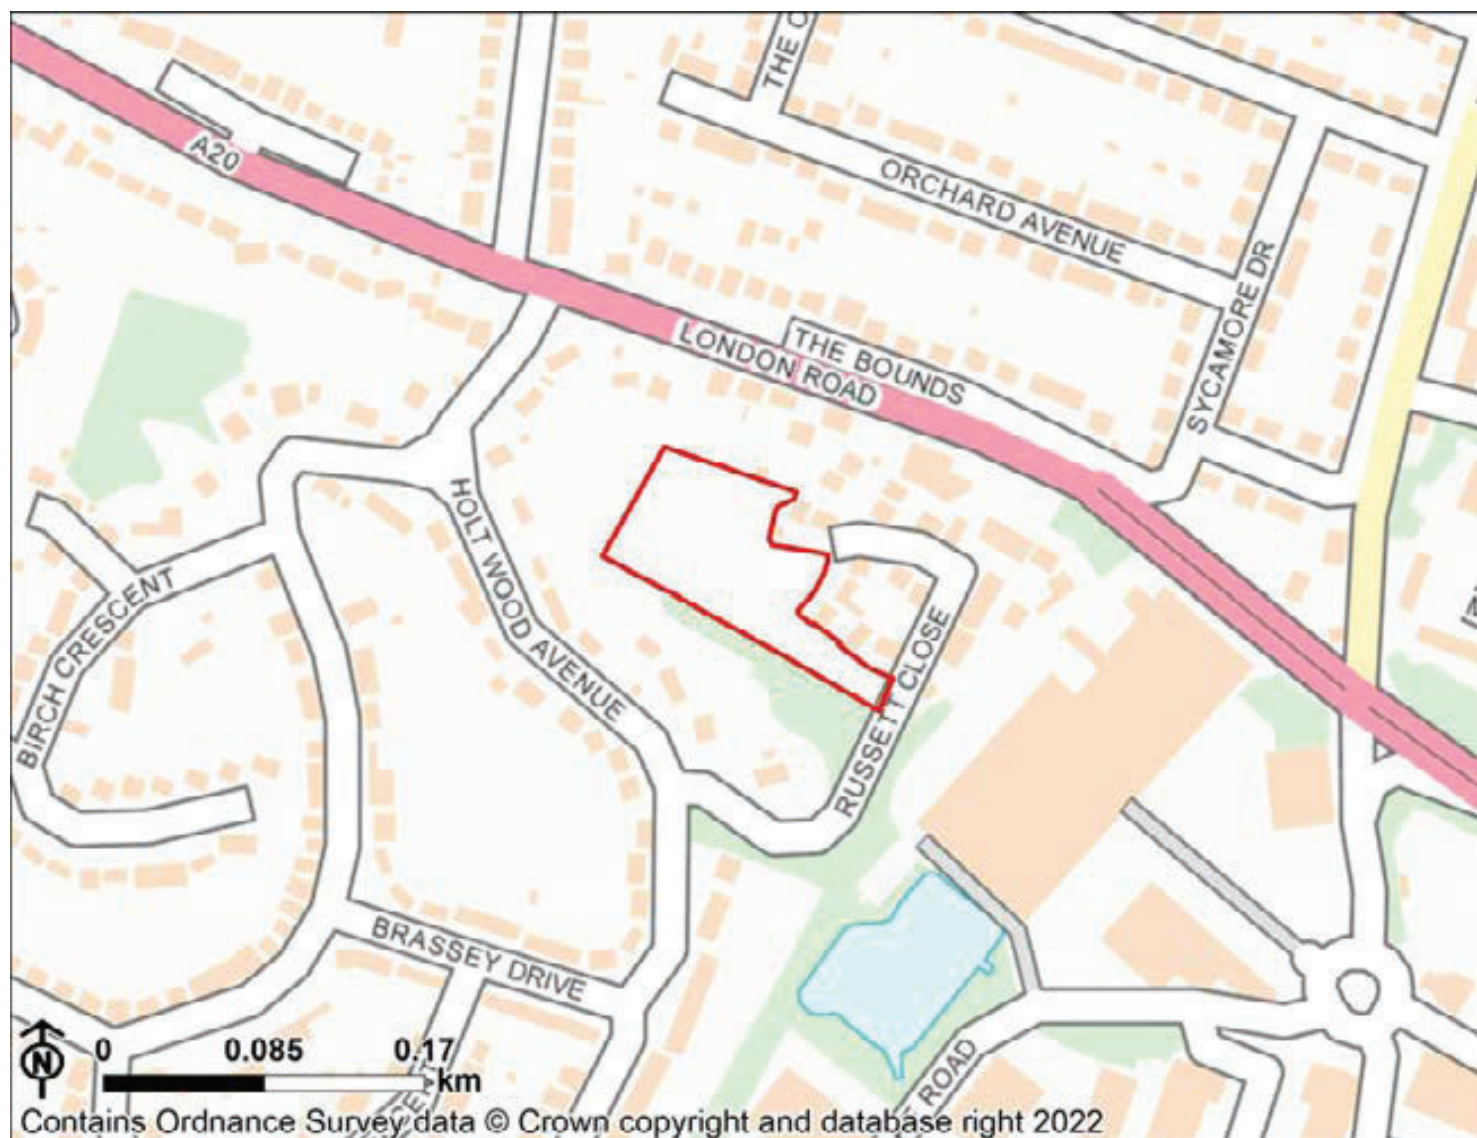 THE
A20
ORCHARD AVENUE
SYCAMORE DR
THE BOUNDS
LONDON ROAD
HOLT WOOD AVENUE
BIRCH CRESCENT
RUSSETT CLOSE
BRASSEY DRIVE
ROAD
N
0 0.085 0.17
km
Contains Ordnance Survey data © Crown copyright and database right 2022